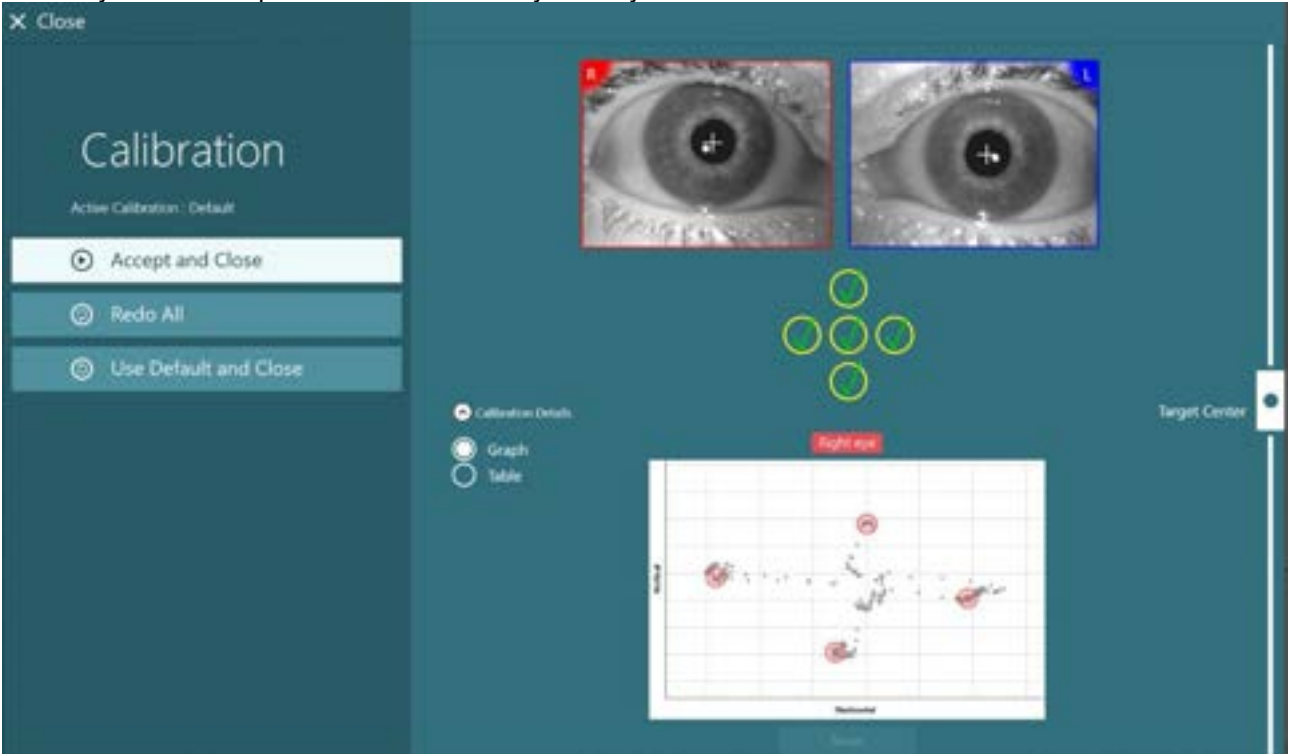 Close
R
L
Calibration
Active Calibration : Default
Accept and Close
Redo All
Use Default and Close
Calibration Details
Target Center
Right eye
Graph
Table
Vertical
Horizontal